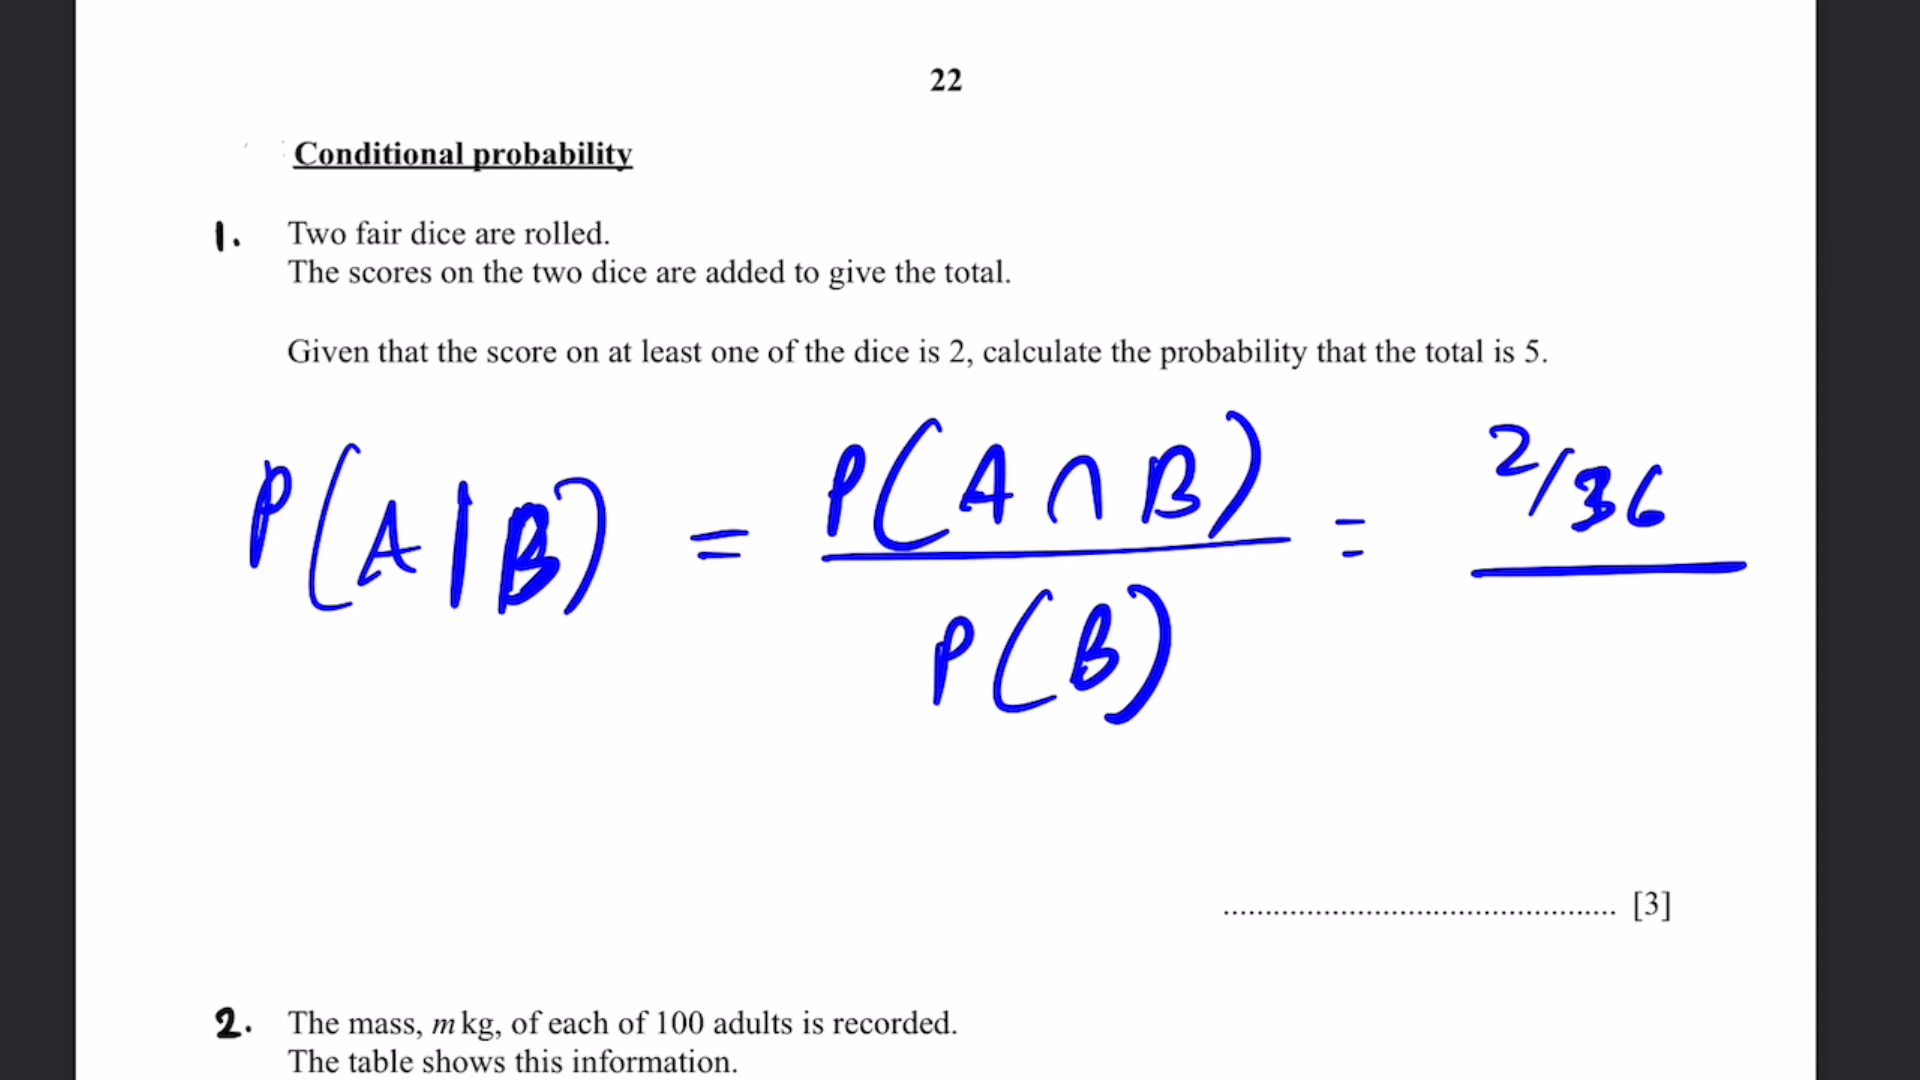 22
Conditional probability
1. Two fair dice are rolled.
The scores on the two dice are added to give the total.
Given that the score on at least one of the dice is 2, calculate the probability that the total is 5.
P(A|B) = P(A∩B) / P(B) = 2/36
................................................ [3]
2. The mass, m kg, of each of 100 adults is recorded.
The table shows this information.